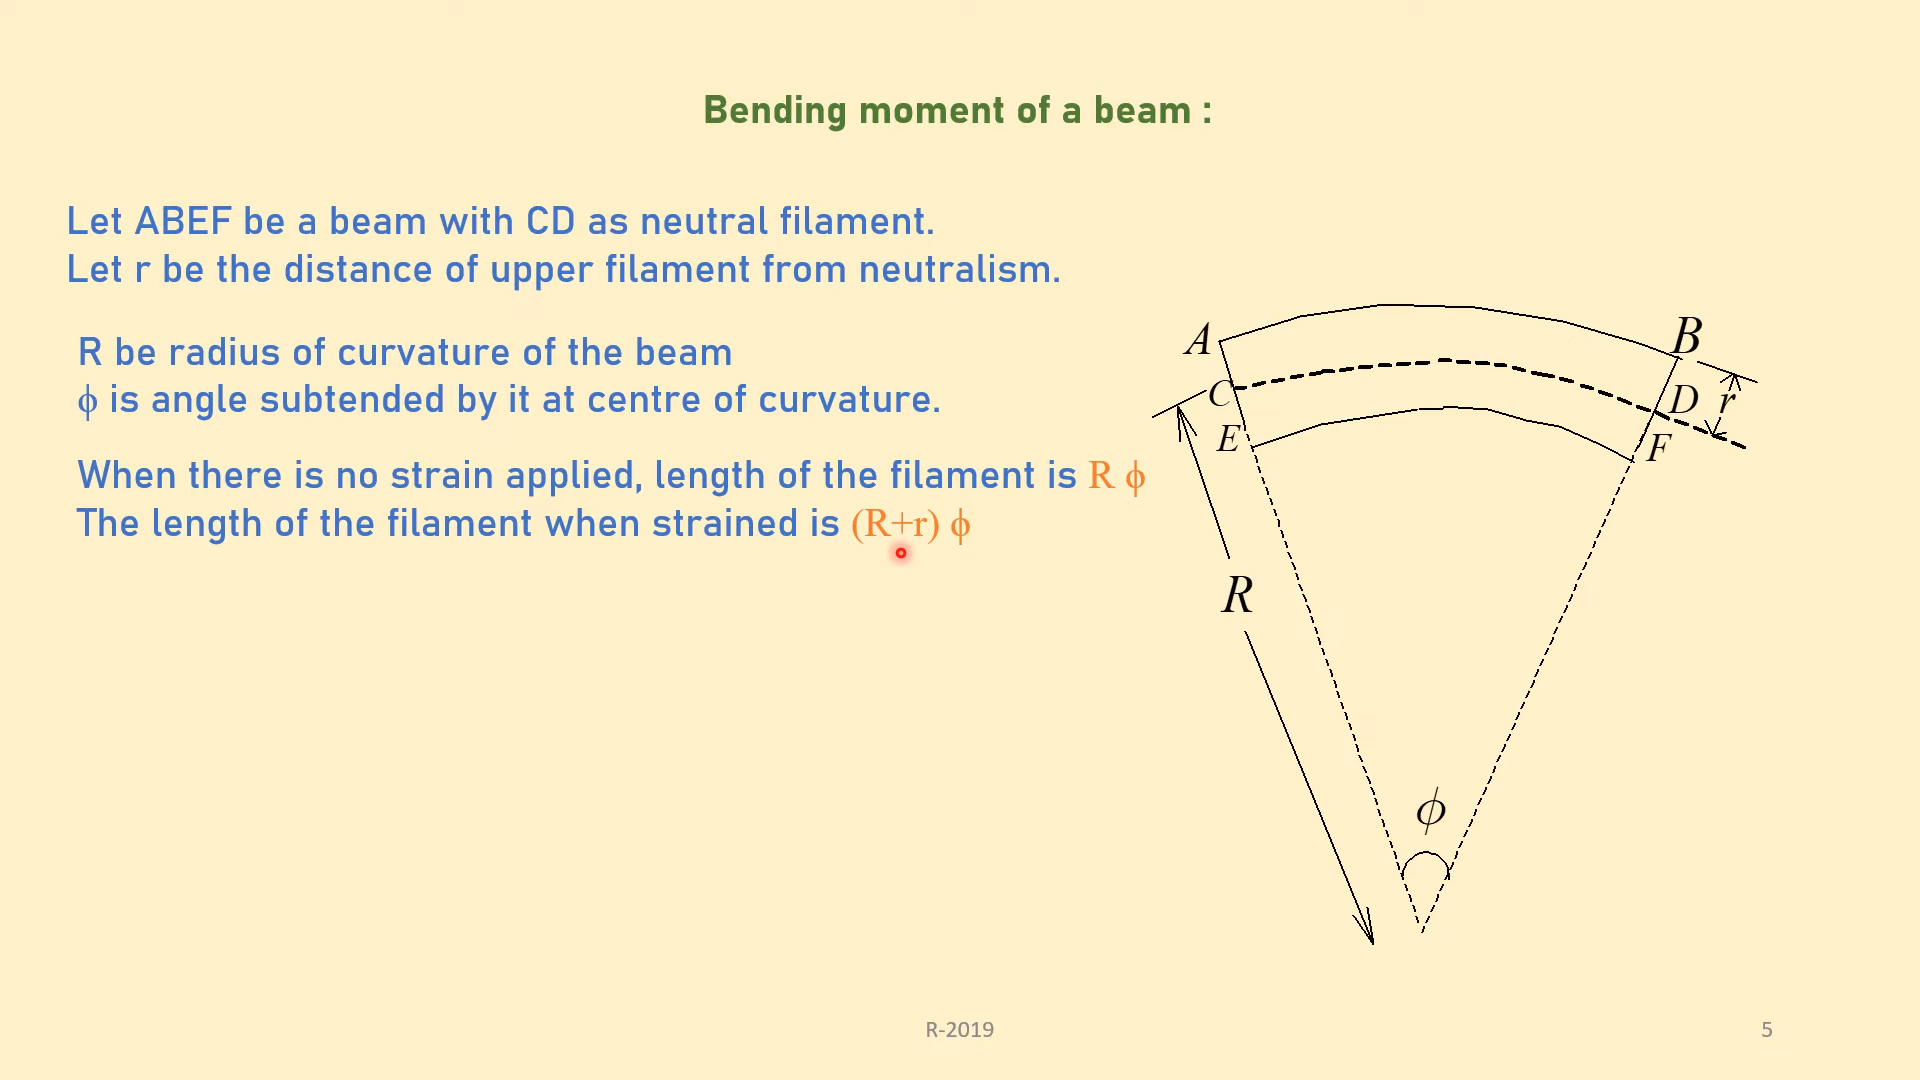 Bending moment of a beam :
Let ABEF be a beam with CD as neutral filament.
Let r be the distance of upper filament from neutralism.
R be radius of curvature of the beam
ϕ is angle subtended by it at centre of curvature.
When there is no strain applied, length of the filament is R ϕ
The length of the filament when strained is (R+r) ϕ
A
B
C
D
r
E
F
R
ϕ
R-2019
5